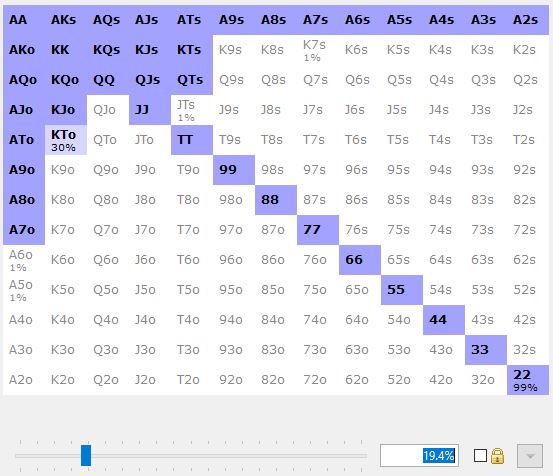 AA AKs AQs AJs ATs A9s A8s A7s A6s A5s A4s A3s A2s
AKo KK KQs KJs KTs K9s K8s K7s K6s K5s K4s K3s K2s
1%
AQo KQo QQ QJs QTs Q9s Q8s Q7s Q6s Q5s Q4s Q3s Q2s
AJo KJo QJo JJ JTs J9s J8s J7s J6s J5s J4s J3s J2s
1%
ATo KTo QTo JTo TT T9s T8s T7s T6s T5s T4s T3s T2s
30%
A9o K9o Q9o J9o T9o 99 98s 97s 96s 95s 94s 93s 92s
A8o K8o Q8o J8o T8o 98o 88 87s 86s 85s 84s 83s 82s
A7o K7o Q7o J7o T7o 97o 87o 77 76s 75s 74s 73s 72s
A6o K6o Q6o J6o T6o 96o 86o 76o 66 65s 64s 63s 62s
1%
A5o K5o Q5o J5o T5o 95o 85o 75o 65o 55 54s 53s 52s
1%
A4o K4o Q4o J4o T4o 94o 84o 74o 64o 54o 44 43s 42s
A3o K3o Q3o J3o T3o 93o 83o 73o 63o 53o 43o 33 32s
A2o K2o Q2o J2o T2o 92o 82o 72o 62o 52o 42o 32o 22
99%
19.4%